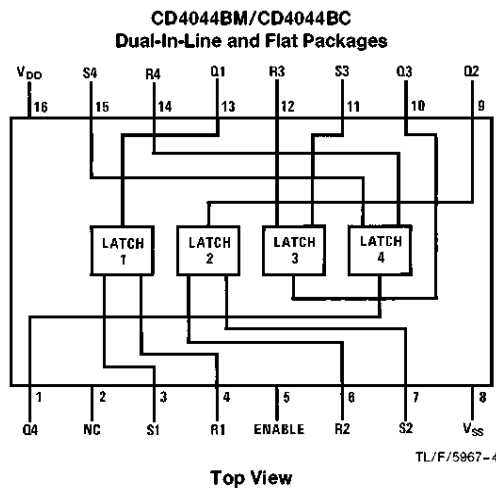 CD4044BM/CD4044BC
Dual-In-Line and Flat Packages
VDD S4 R4 Q1 R3 S3 Q3 Q2
16 15 14 13 12 11 10 9
LATCH 1 LATCH 2 LATCH 3 LATCH 4
1 2 3 4 5 6 7 8
Q4 NC S1 R1 ENABLE R2 S2 VSS
TL/F/5967-4
Top View